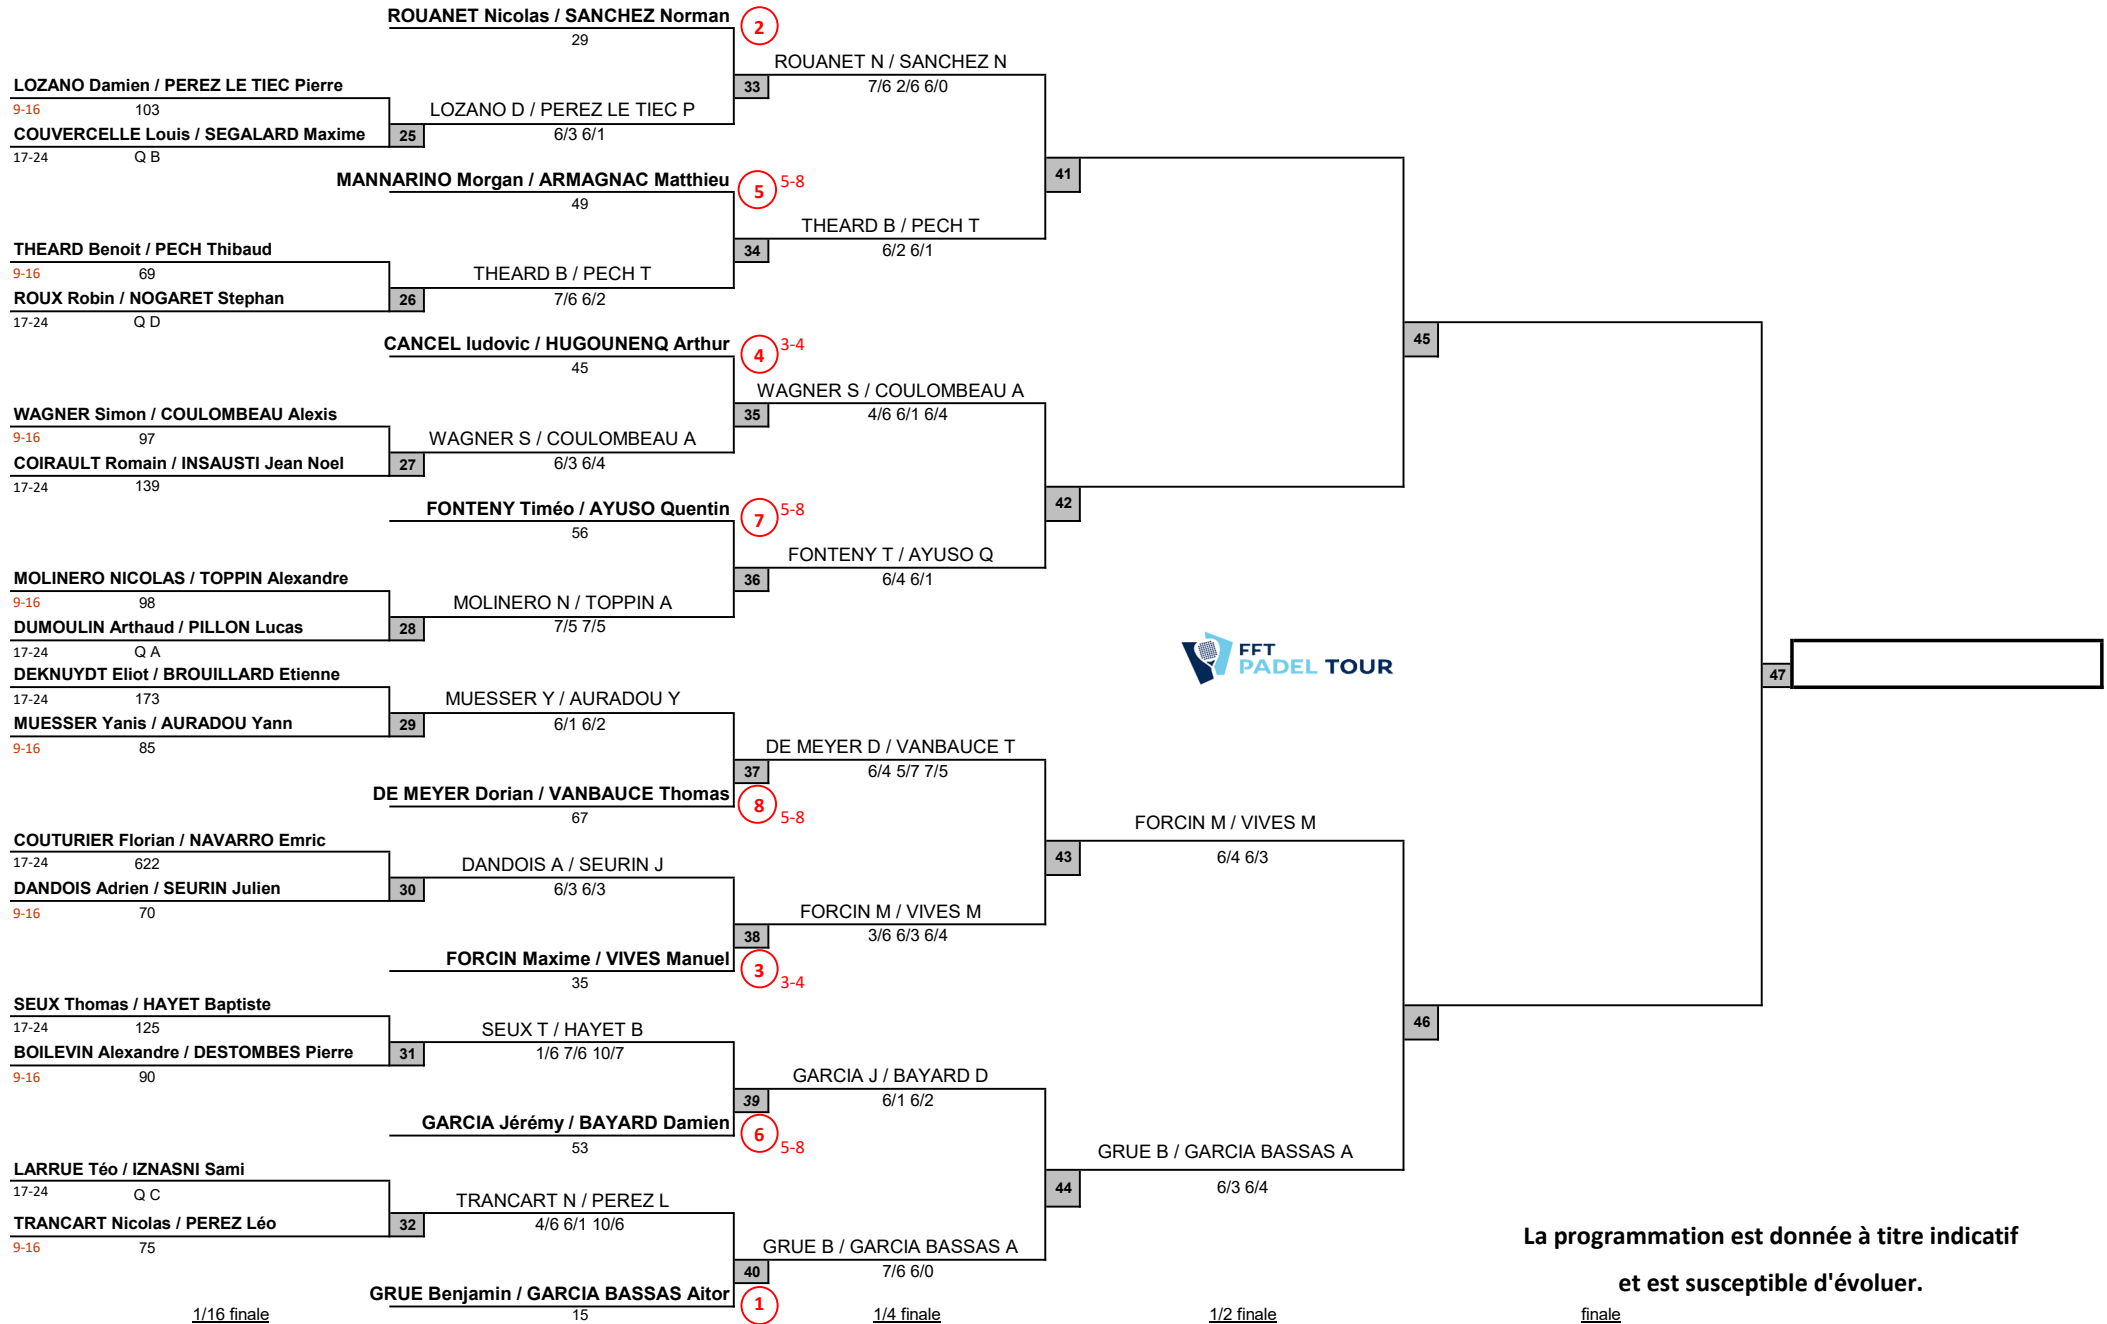 ROUANET Nicolas / SANCHEZ Norman
2
29
ROUANET N / SANCHEZ N
LOZANO Damien / PEREZ LE TIEC Pierre
33
7/6 2/6 6/0
9-16
103
LOZANO D / PEREZ LE TIEC P
COUVERCELLE Louis / SEGALARD Maxime
25
6/3 6/1
17-24
Q B
41
MANNARINO Morgan / ARMAGNAC Matthieu
5
5-8
49
THEARD B / PECH T
THEARD Benoit / PECH Thibaud
34
6/2 6/1
9-16
69
THEARD B / PECH T
ROUX Robin / NOGARET Stephan
26
7/6 6/2
17-24
Q D
45
CANCEL ludovic / HUGOUNENQ Arthur
4
3-4
45
WAGNER S / COULOMBEAU A
WAGNER Simon / COULOMBEAU Alexis
35
4/6 6/1 6/4
9-16
97
WAGNER S / COULOMBEAU A
COIRAULT Romain / INSAUSTI Jean Noel
27
6/3 6/4
17-24
139
42
FONTENY Timéo / AYUSO Quentin
7
5-8
56
FONTENY T / AYUSO Q
MOLINERO NICOLAS / TOPPIN Alexandre
36
6/4 6/1
9-16
98
MOLINERO N / TOPPIN A
DUMOULIN Arthaud / PILLON Lucas
28
7/5 7/5
17-24
Q A
FFT
PADEL TOUR
47
DEKNUYDT Eliot / BROUILLARD Etienne
17-24
173
MUESSER Y / AURADOU Y
MUESSER Yanis / AURADOU Yann
29
6/1 6/2
9-16
85
DE MEYER D / VANBAUCE T
37
6/4 5/7 7/5
DE MEYER Dorian / VANBAUCE Thomas
8
5-8
67
FORCIN M / VIVES M
COUTURIER Florian / NAVARRO Emric
43
6/4 6/3
17-24
622
DANDOIS A / SEURIN J
DANDOIS Adrien / SEURIN Julien
30
6/3 6/3
9-16
70
FORCIN M / VIVES M
38
3/6 6/3 6/4
FORCIN Maxime / VIVES Manuel
3
3-4
35
SEUX Thomas / HAYET Baptiste
46
17-24
125
SEUX T / HAYET B
BOILEVIN Alexandre / DESTOMBES Pierre
31
1/6 7/6 10/7
9-16
90
GARCIA J / BAYARD D
39
6/1 6/2
GARCIA Jérémy / BAYARD Damien
6
5-8
53
GRUE B / GARCIA BASSAS A
LARRUE Téo / IZNASNI Sami
44
6/3 6/4
17-24
Q C
TRANCART N / PEREZ L
TRANCART Nicolas / PEREZ Léo
32
4/6 6/1 10/6
9-16
75
GRUE B / GARCIA BASSAS A
40
7/6 6/0
GRUE Benjamin / GARCIA BASSAS Aitor
1
15
La programmation est donnée à titre indicatif
et est susceptible d'évoluer.
1/16 finale
1/4 finale
1/2 finale
finale